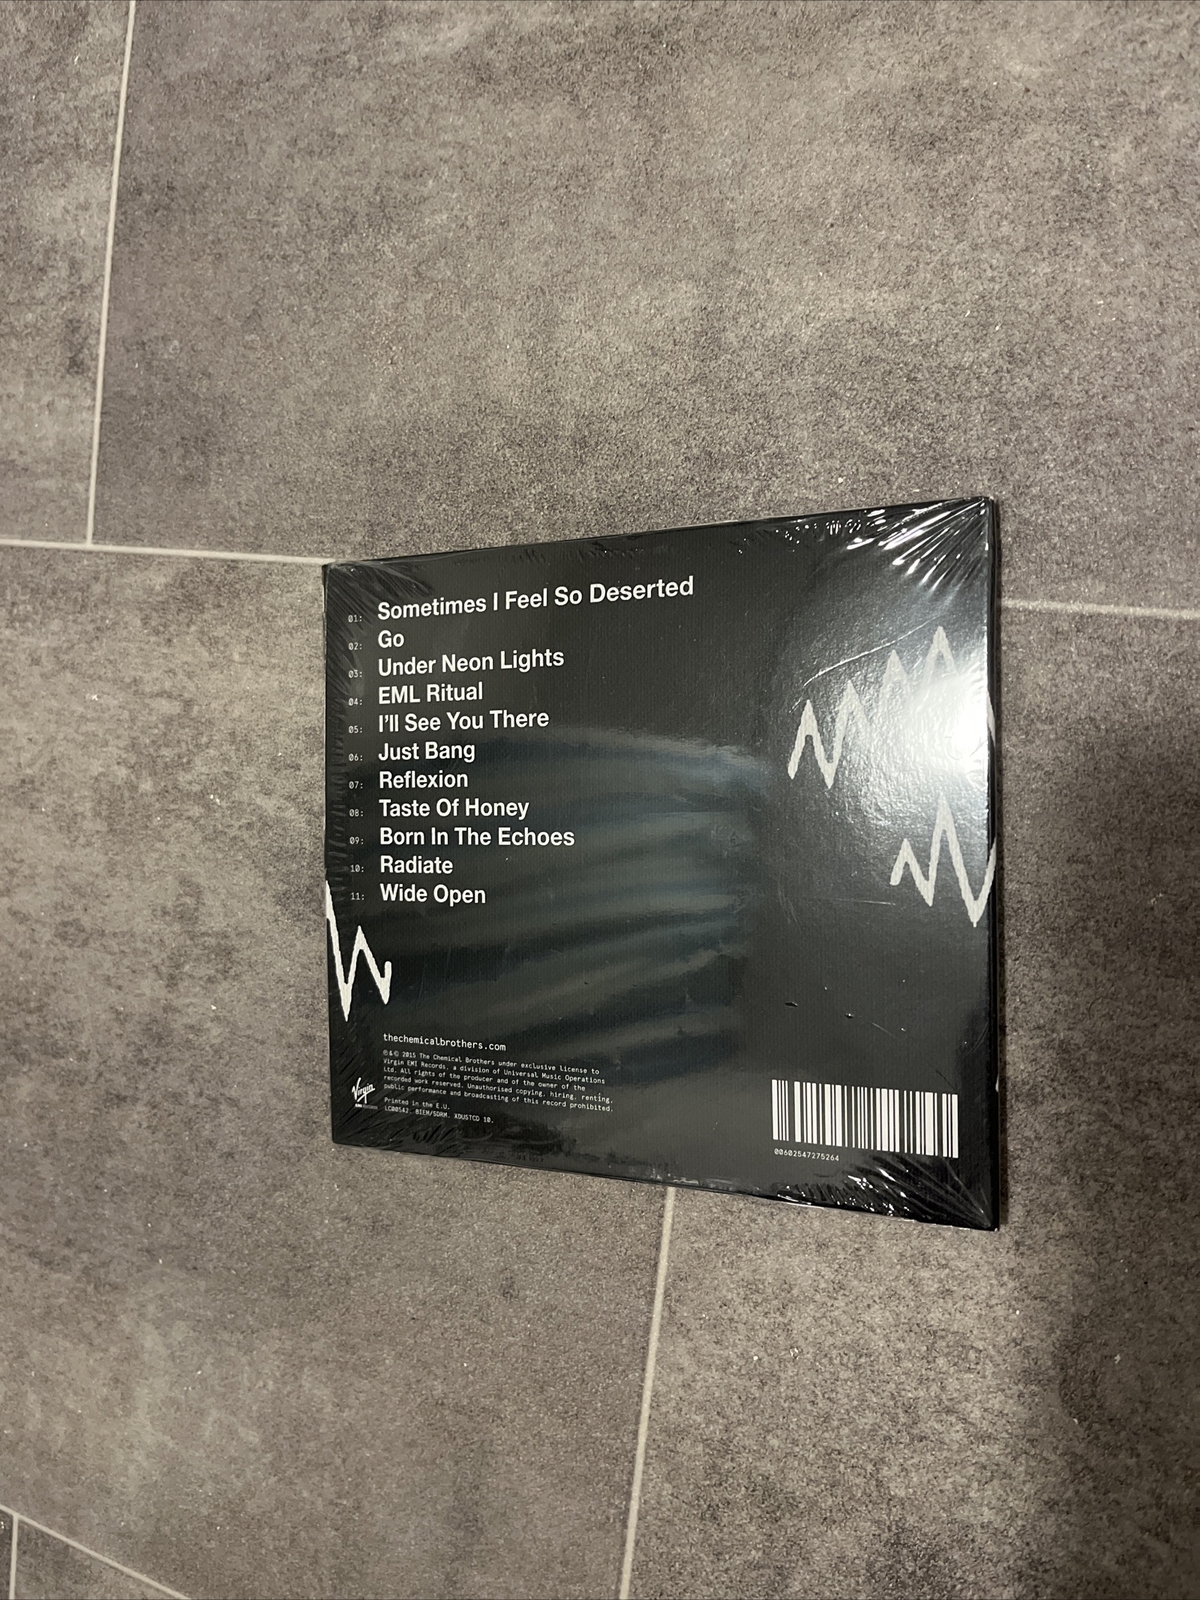 01: Sometimes I Feel So Deserted
02: Go
03: Under Neon Lights
04: EML Ritual
05: I'll See You There
06: Just Bang
07: Reflexion
08: Taste Of Honey
09: Born In The Echoes
10: Radiate
11: Wide Open
thechemicalbrothers.com
℗&© 2015 The Chemical Brothers under exclusive license to
Virgin EMI Records, a division of Universal Music Operations
Ltd. All rights of the producer and of the owner of the
recorded work reserved. Unauthorised copying, hiring, renting,
public performance and broadcasting of this record prohibited.
Printed in the E.U.
LC00542. BIEM/SDRM. XDUSTCD 10.
Virgin
00602547275264